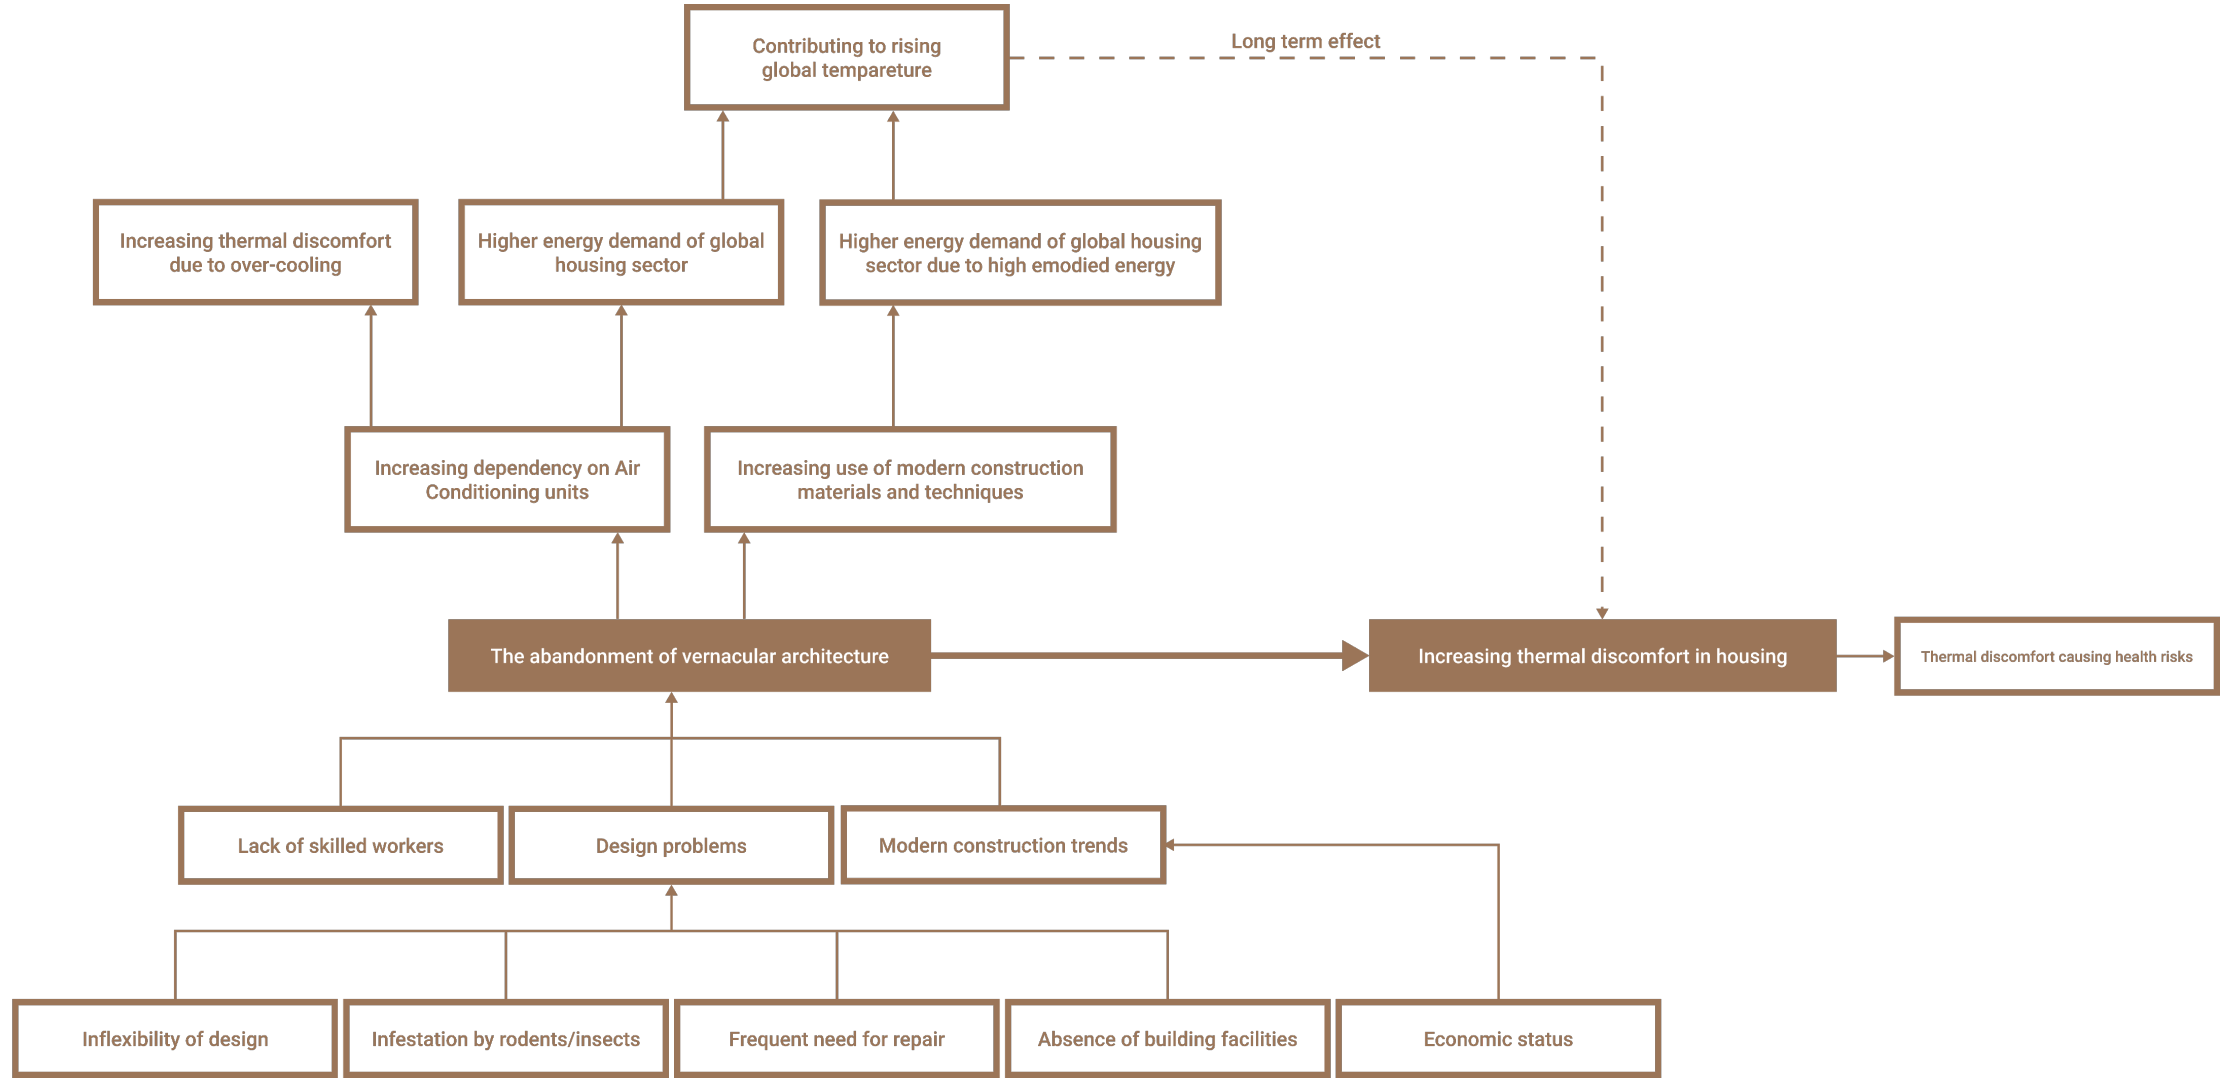 Contributing to rising
global tempareture
Long term effect
Increasing thermal discomfort
due to over-cooling
Higher energy demand of global
housing sector
Higher energy demand of global housing
sector due to high emodied energy
Increasing dependency on Air
Conditioning units
Increasing use of modern construction
materials and techniques
The abandonment of vernacular architecture
Increasing thermal discomfort in housing
Thermal discomfort causing health risks
Lack of skilled workers
Design problems
Modern construction trends
Inflexibility of design
Infestation by rodents/insects
Frequent need for repair
Absence of building facilities
Economic status